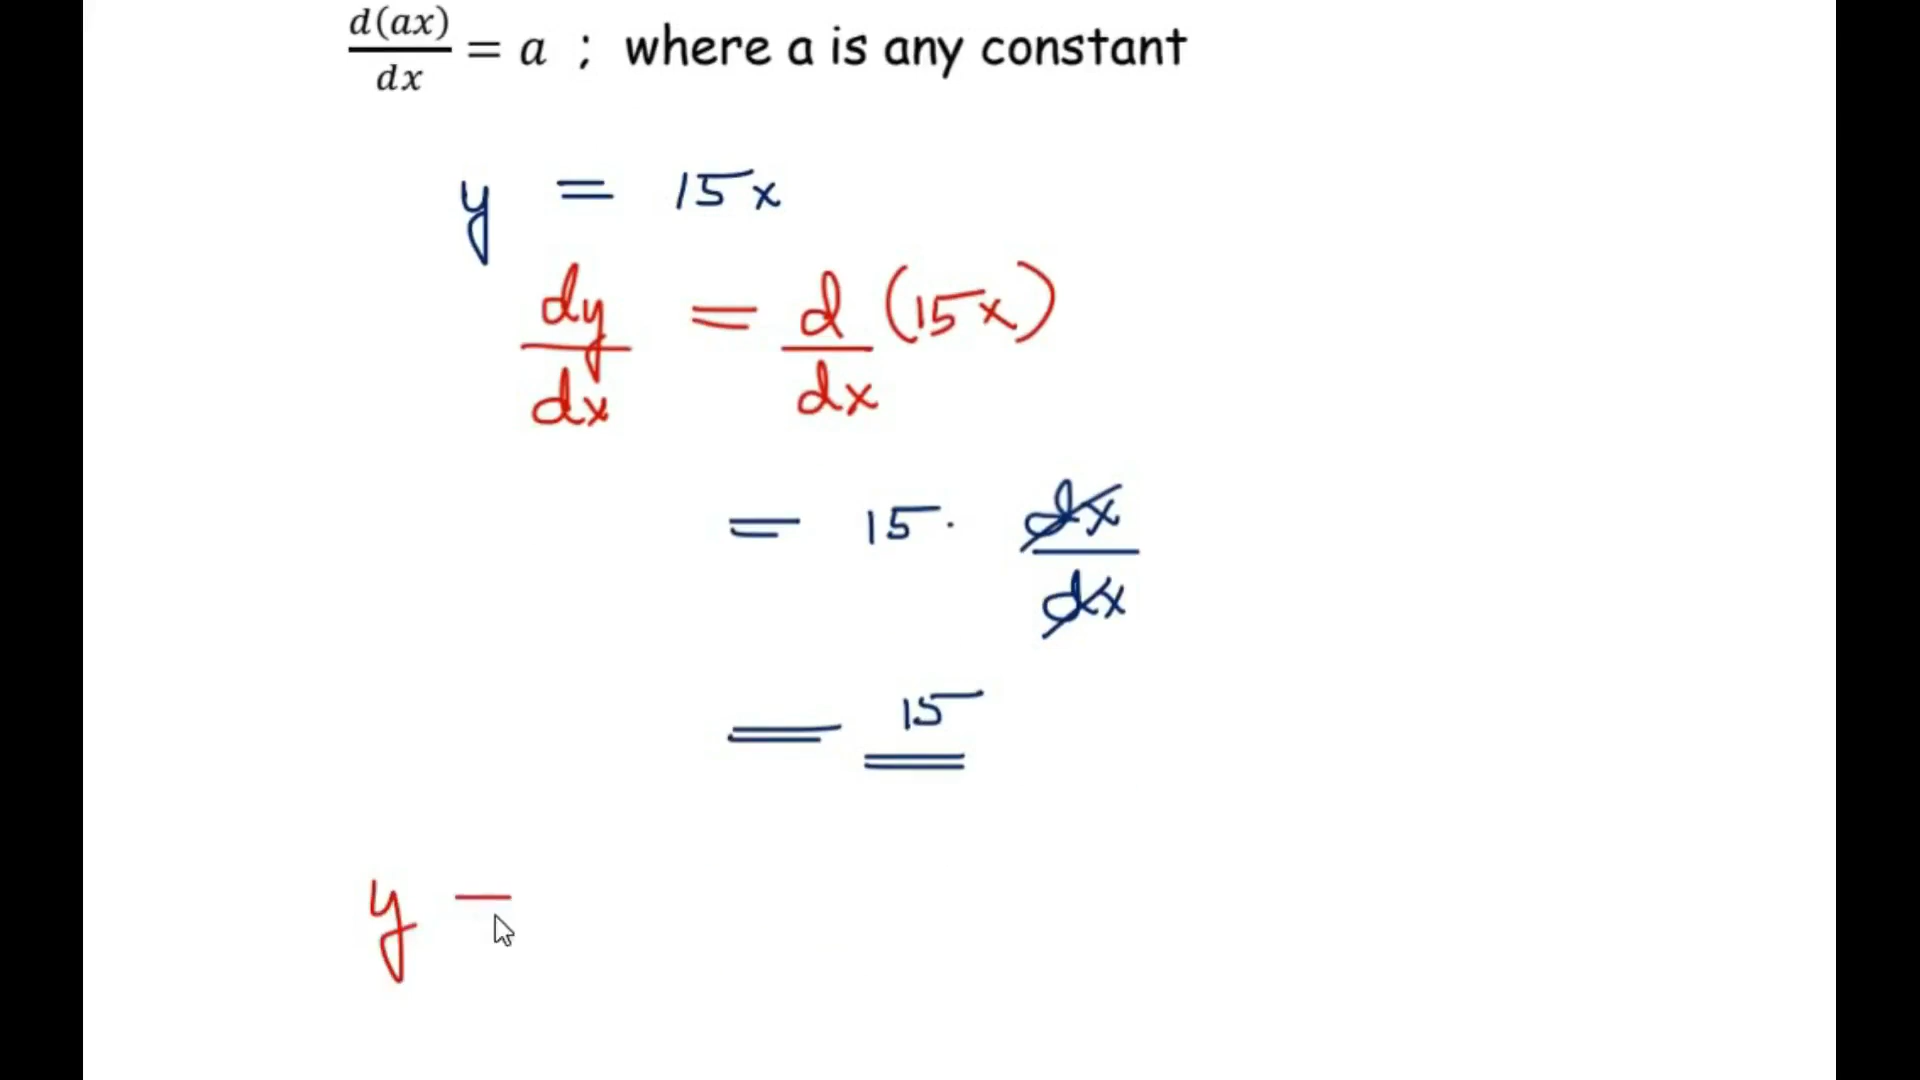 d(ax)/dx = a ; where a is any constant
y = 15x
dy/dx = d/dx (15x)
= 15 · dx/dx
= 15
y –